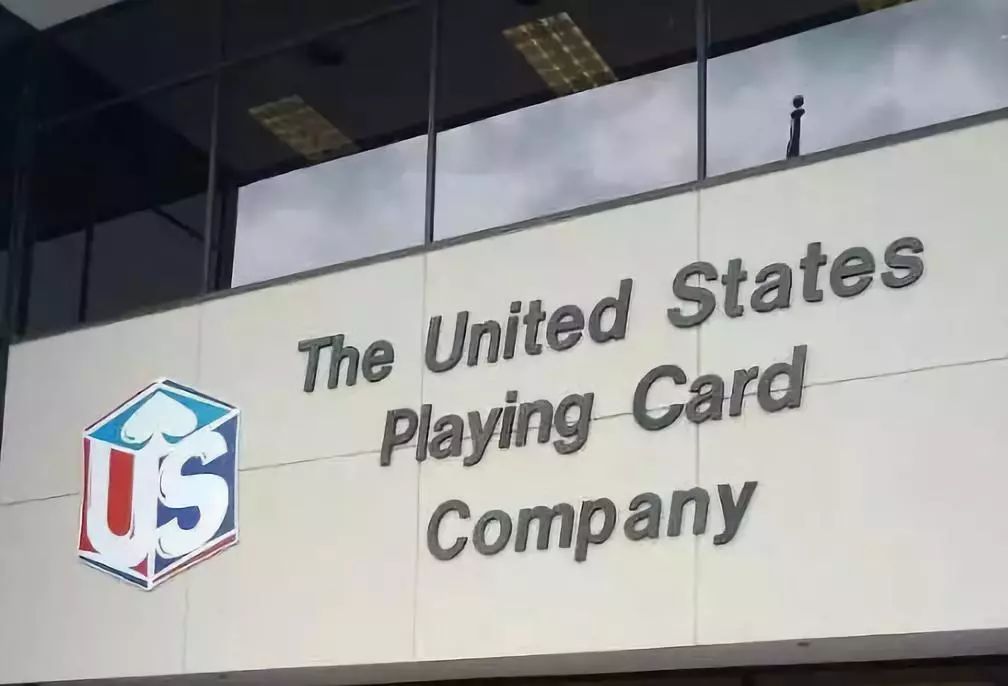 The United States
Playing Card
Company
US